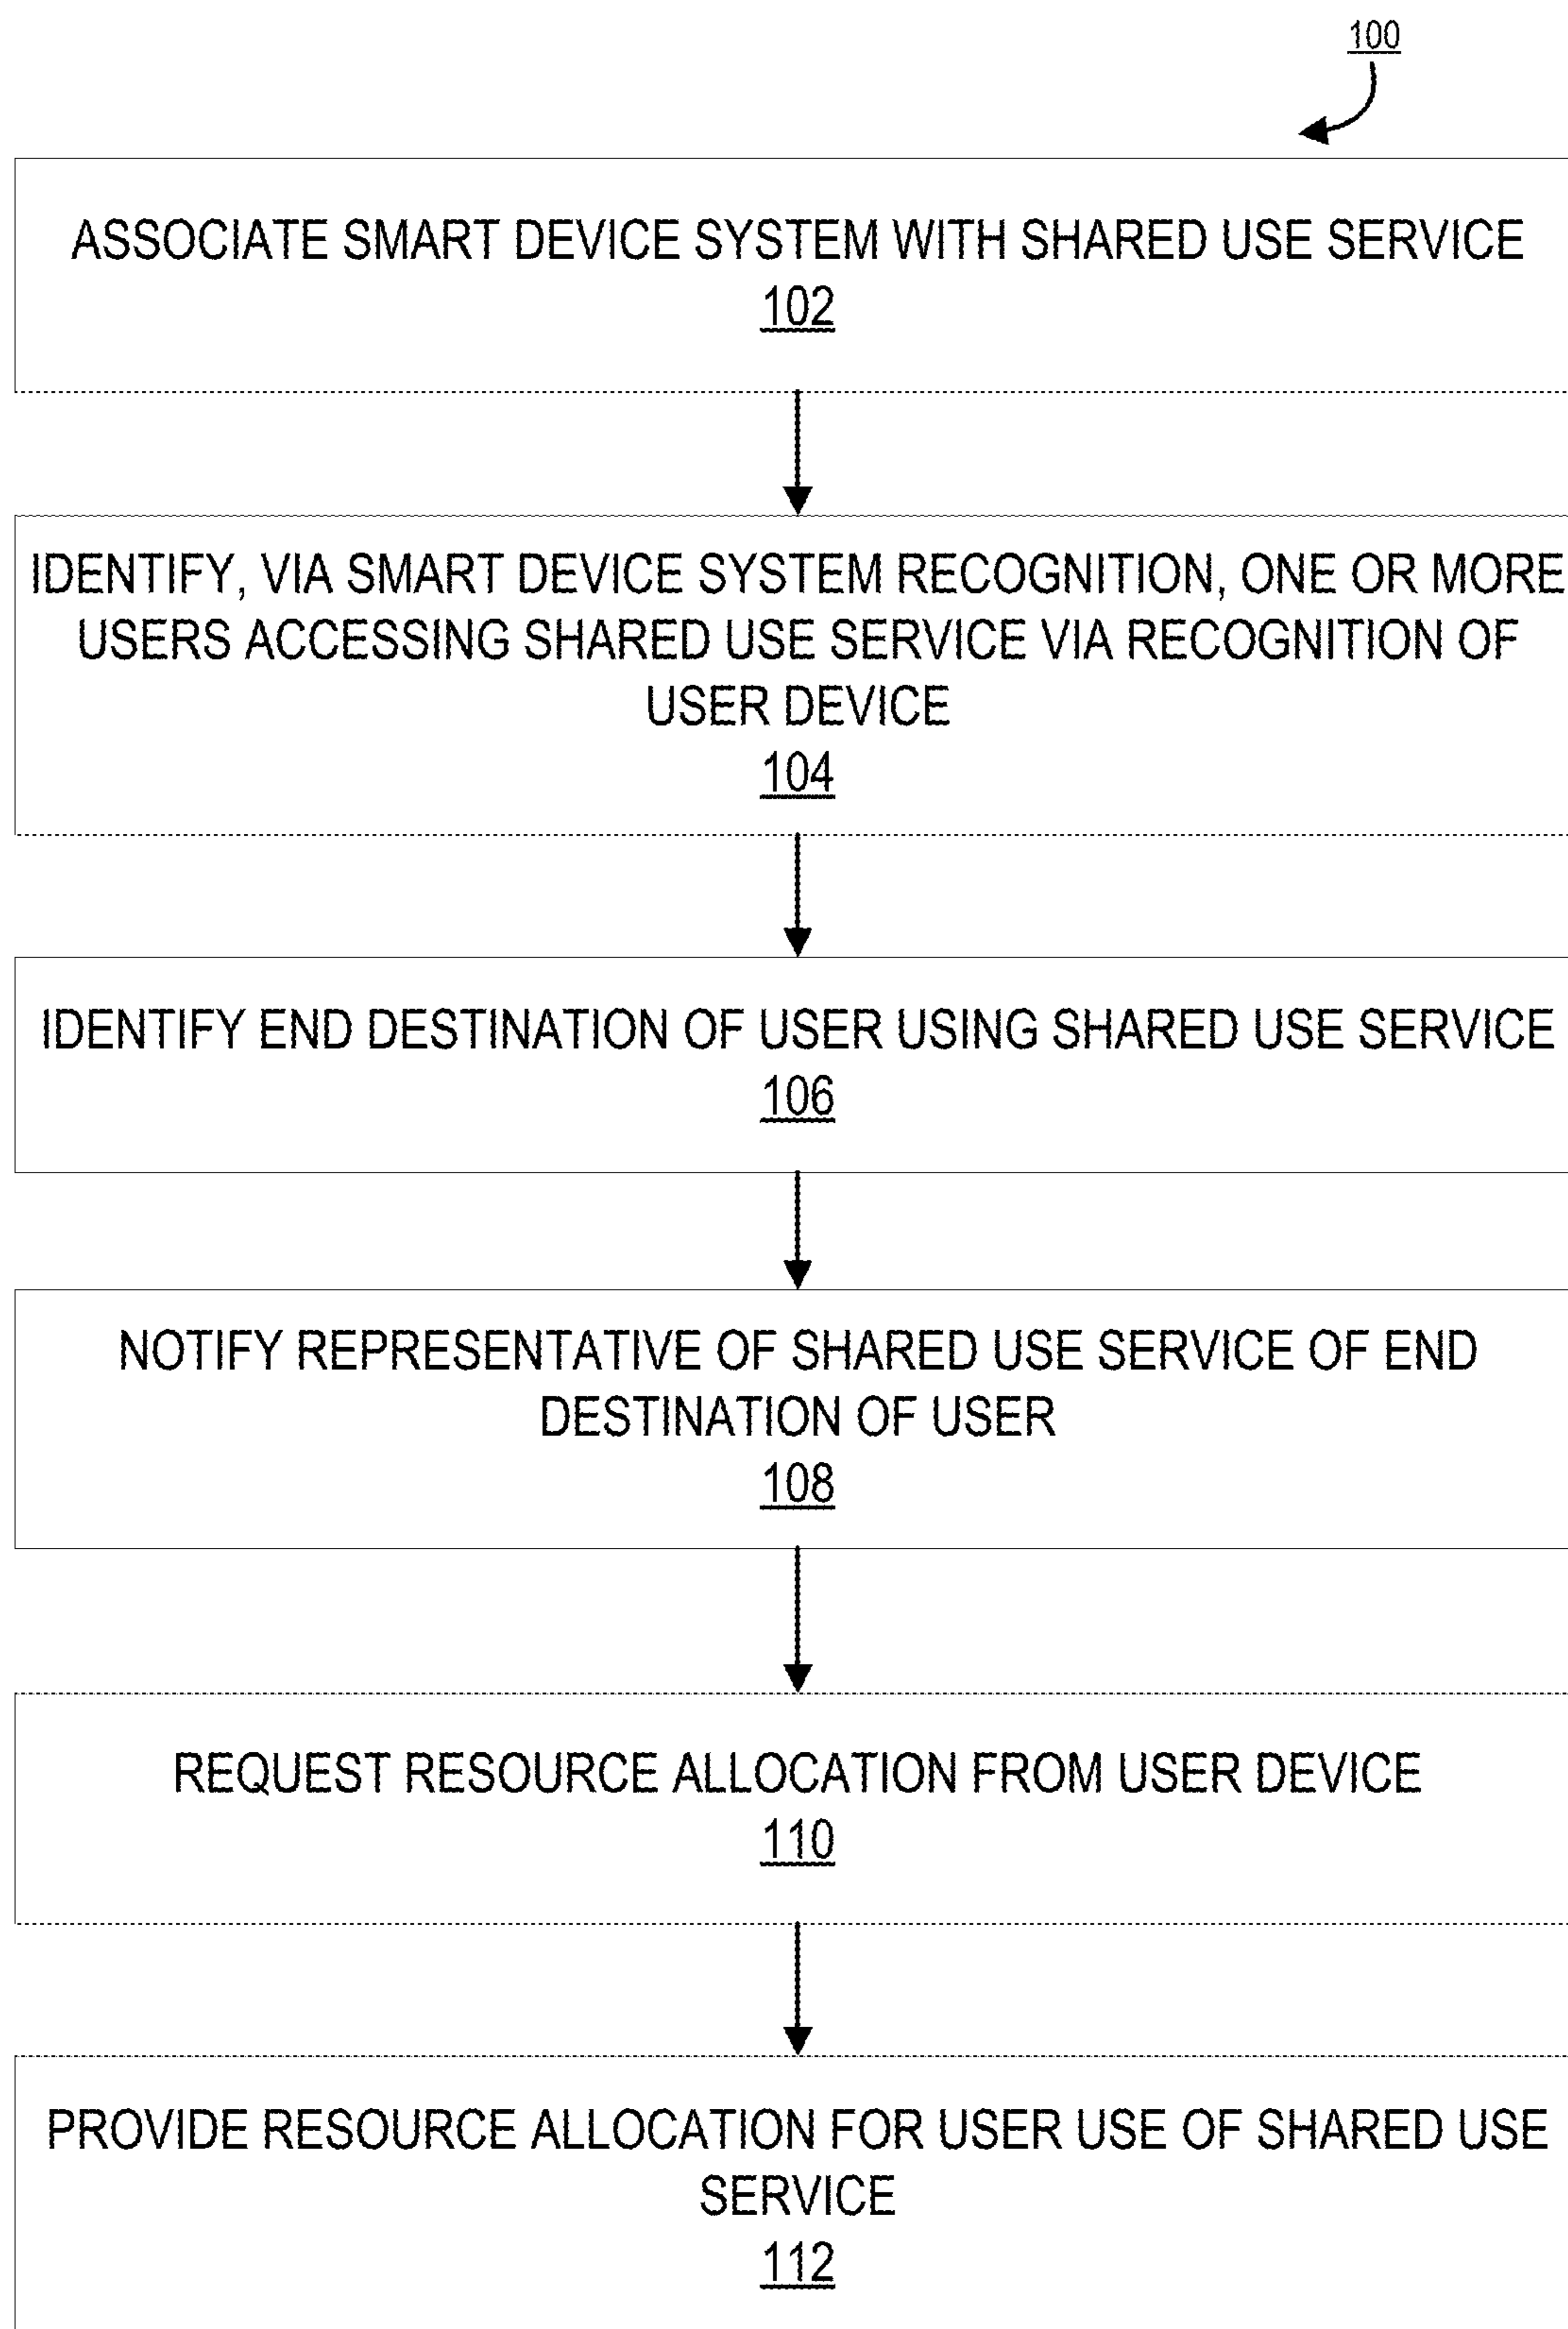 100
ASSOCIATE SMART DEVICE SYSTEM WITH SHARED USE SERVICE
102
IDENTIFY, VIA SMART DEVICE SYSTEM RECOGNITION, ONE OR MORE
USERS ACCESSING SHARED USE SERVICE VIA RECOGNITION OF
USER DEVICE
104
IDENTIFY END DESTINATION OF USER USING SHARED USE SERVICE
106
NOTIFY REPRESENTATIVE OF SHARED USE SERVICE OF END
DESTINATION OF USER
108
REQUEST RESOURCE ALLOCATION FROM USER DEVICE
110
PROVIDE RESOURCE ALLOCATION FOR USER USE OF SHARED USE
SERVICE
112